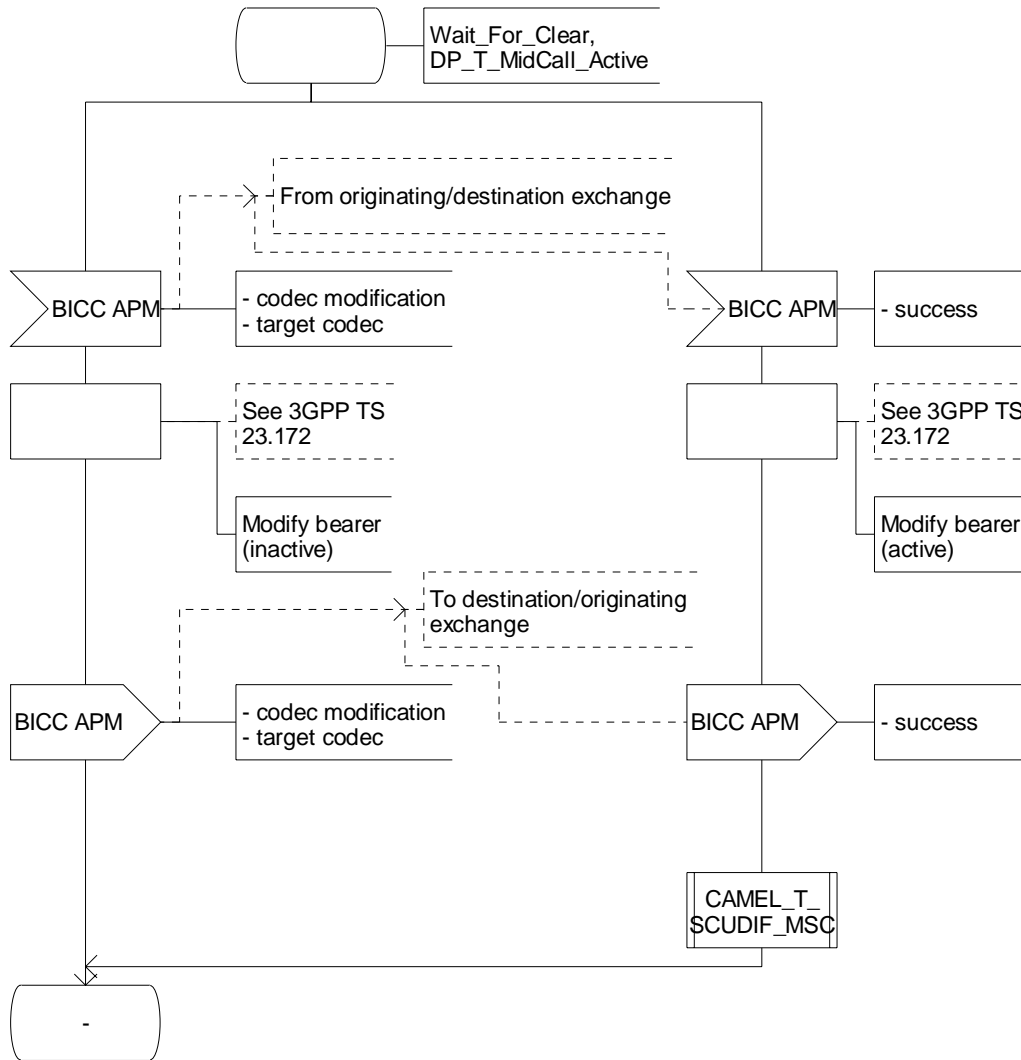 Wait_For_Clear,
DP_T_MidCall_Active
From originating/destination exchange
BICC APM
- codec modification
- target codec
BICC APM
- success
See 3GPP TS
23.172
See 3GPP TS
23.172
Modify bearer
(inactive)
Modify bearer
(active)
To destination/originating
exchange
BICC APM
- codec modification
- target codec
BICC APM
- success
CAMEL_T_
SCUDIF_MSC
-